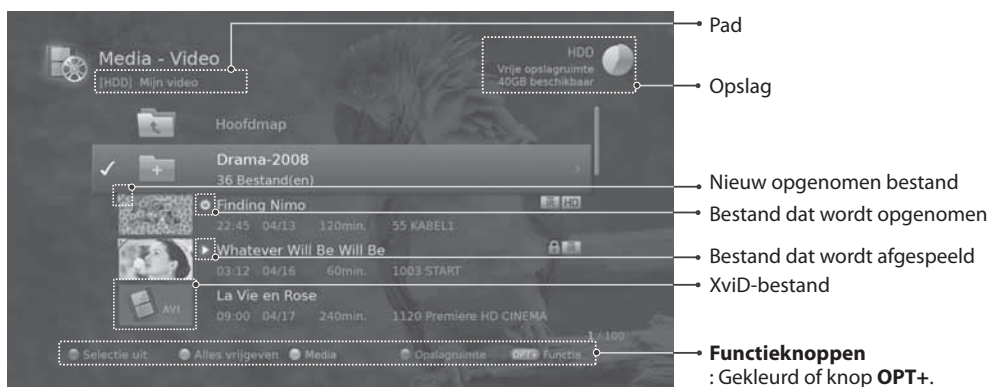 Pad
Media - Video
[HDD] Mijn video
HDD
Vrije opslagruimte
40GB beschikbaar
Opslag
Hoofdmap
Drama-2008
36 Bestand(en)
Nieuw opgenomen bestand
Finding Nimo
HD
Bestand dat wordt opgenomen
22:45 04/13 120min. 55 KABEL1
Whatever Will Be Will Be
Bestand dat wordt afgespeeld
03:12 04/16 60min. 1003 START
XviD-bestand
La Vie en Rose
AVI
09:00 04/17 240min. 1120 Premiere HD CINEMA
1 / 100
Selectie uit Alles vrijgeven Media Opslagruimte OPT+ Functie
Functieknoppen
: Gekleurd of knop OPT+.